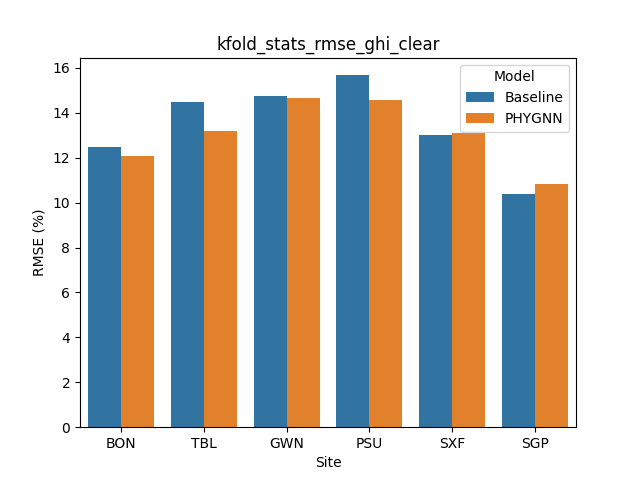 kfold_stats_rmse_ghi_clear
Model
Baseline
PHYGNN
RMSE (%)
16
14
12
10
8
6
4
2
0
BON TBL GWN PSU SXF SGP
Site